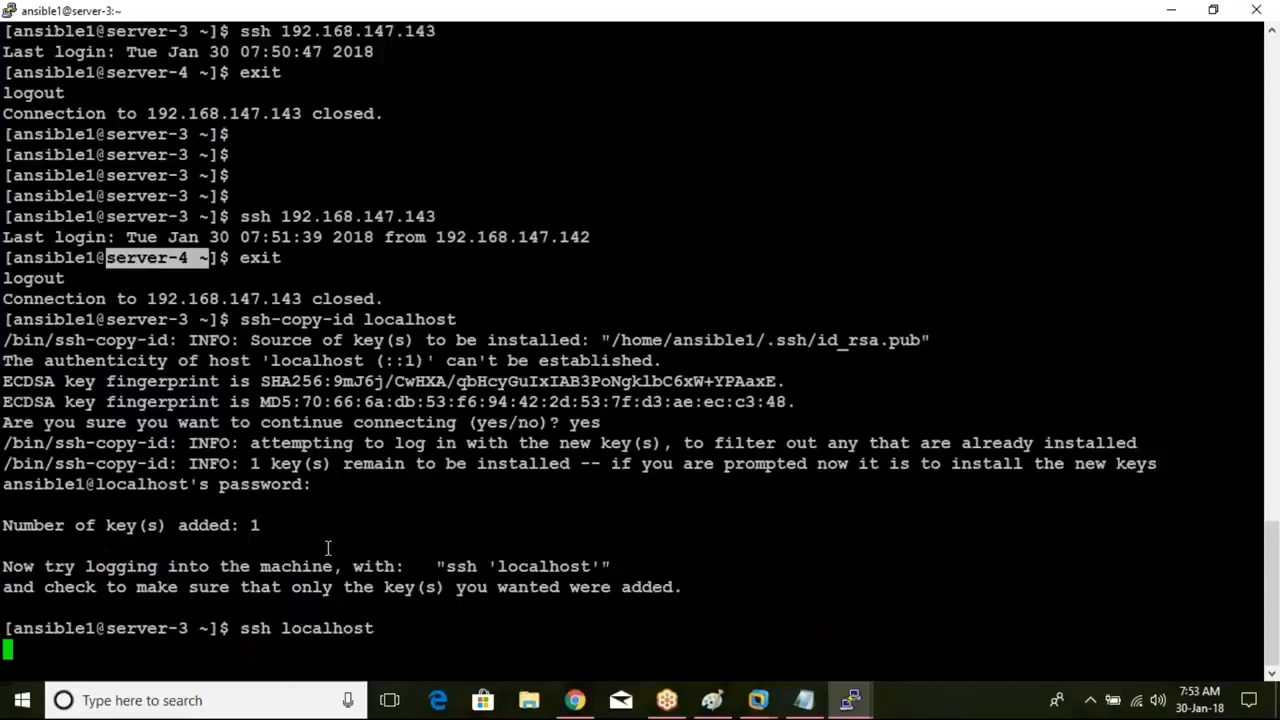 ansible1@server-3:~
[ansible1@server-3 ~]$ ssh 192.168.147.143
Last login: Tue Jan 30 07:50:47 2018
[ansible1@server-4 ~]$ exit
logout
Connection to 192.168.147.143 closed.
[ansible1@server-3 ~]$
[ansible1@server-3 ~]$
[ansible1@server-3 ~]$
[ansible1@server-3 ~]$
[ansible1@server-3 ~]$ ssh 192.168.147.143
Last login: Tue Jan 30 07:51:39 2018 from 192.168.147.142
[ansible1@server-4 ~]$ exit
logout
Connection to 192.168.147.143 closed.
[ansible1@server-3 ~]$ ssh-copy-id localhost
/bin/ssh-copy-id: INFO: Source of key(s) to be installed: "/home/ansible1/.ssh/id_rsa.pub"
The authenticity of host 'localhost (::1)' can't be established.
ECDSA key fingerprint is SHA256:9mJ6j/CwHXA/qbHcyGuIxIAB3PoNgklbC6xW+YPAaxE.
ECDSA key fingerprint is MD5:70:66:6a:db:53:f6:94:42:2d:53:7f:d3:ae:ec:c3:48.
Are you sure you want to continue connecting (yes/no)? yes
/bin/ssh-copy-id: INFO: attempting to log in with the new key(s), to filter out any that are already installed
/bin/ssh-copy-id: INFO: 1 key(s) remain to be installed -- if you are prompted now it is to install the new keys
ansible1@localhost's password:
Number of key(s) added: 1
Now try logging into the machine, with:   "ssh 'localhost'"
and check to make sure that only the key(s) you wanted were added.
[ansible1@server-3 ~]$ ssh localhost
Type here to search
7:53 AM
30-Jan-18